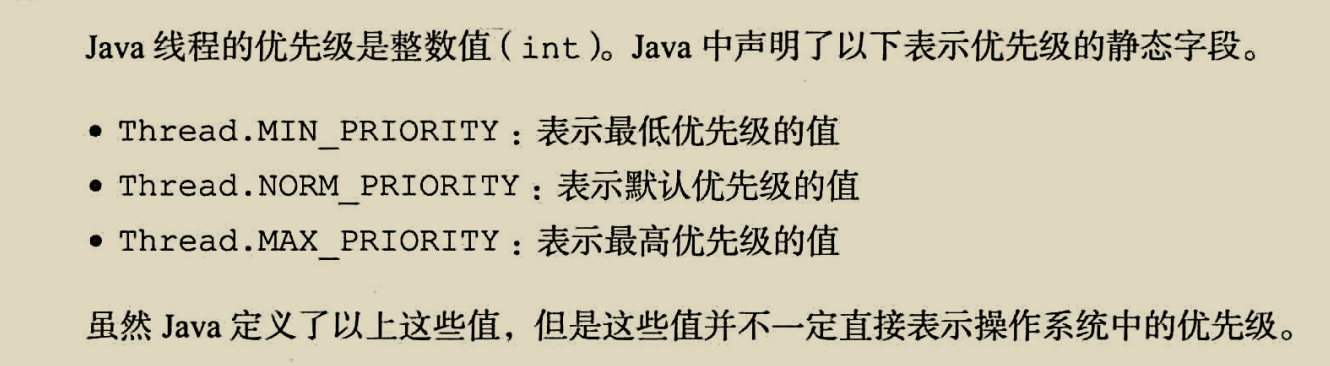 Java 线程的优先级是整数值（int）。Java 中声明了以下表示优先级的静态字段。
• Thread.MIN_PRIORITY：表示最低优先级的值
• Thread.NORM_PRIORITY：表示默认优先级的值
• Thread.MAX_PRIORITY：表示最高优先级的值
虽然 Java 定义了以上这些值，但是这些值并不一定直接表示操作系统中的优先级。